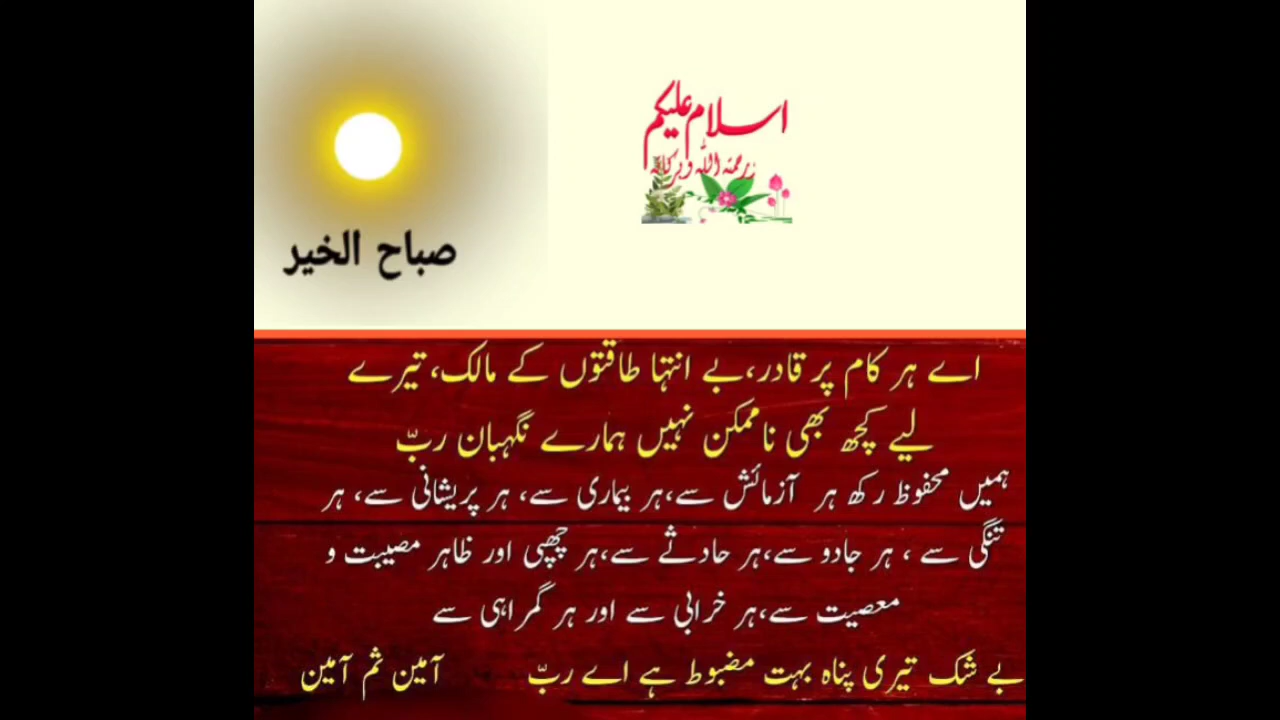 اسلام علیکم
ورحمۃ اللہ وبرکاتہ
صباح الخير
اے ہر کام پر قادر،بے انتہا طاقتوں کے مالک، تیرے
لیے کچھ بھی ناممکن نہیں ہمارے نگہبان ربّ
ہمیں محفوظ رکھ ہر آزمائش سے،ہر بیماری سے، ہر پریشانی سے، ہر
تنگی سے ، ہر جادو سے،ہر حادثے سے،ہر چھپی اور ظاہر مصیبت و
معصیت سے،ہر خرابی سے اور ہر گمراہی سے
بے شک تیری پناہ بہت مضبوط ہے اے ربّ آمین ثم آمین